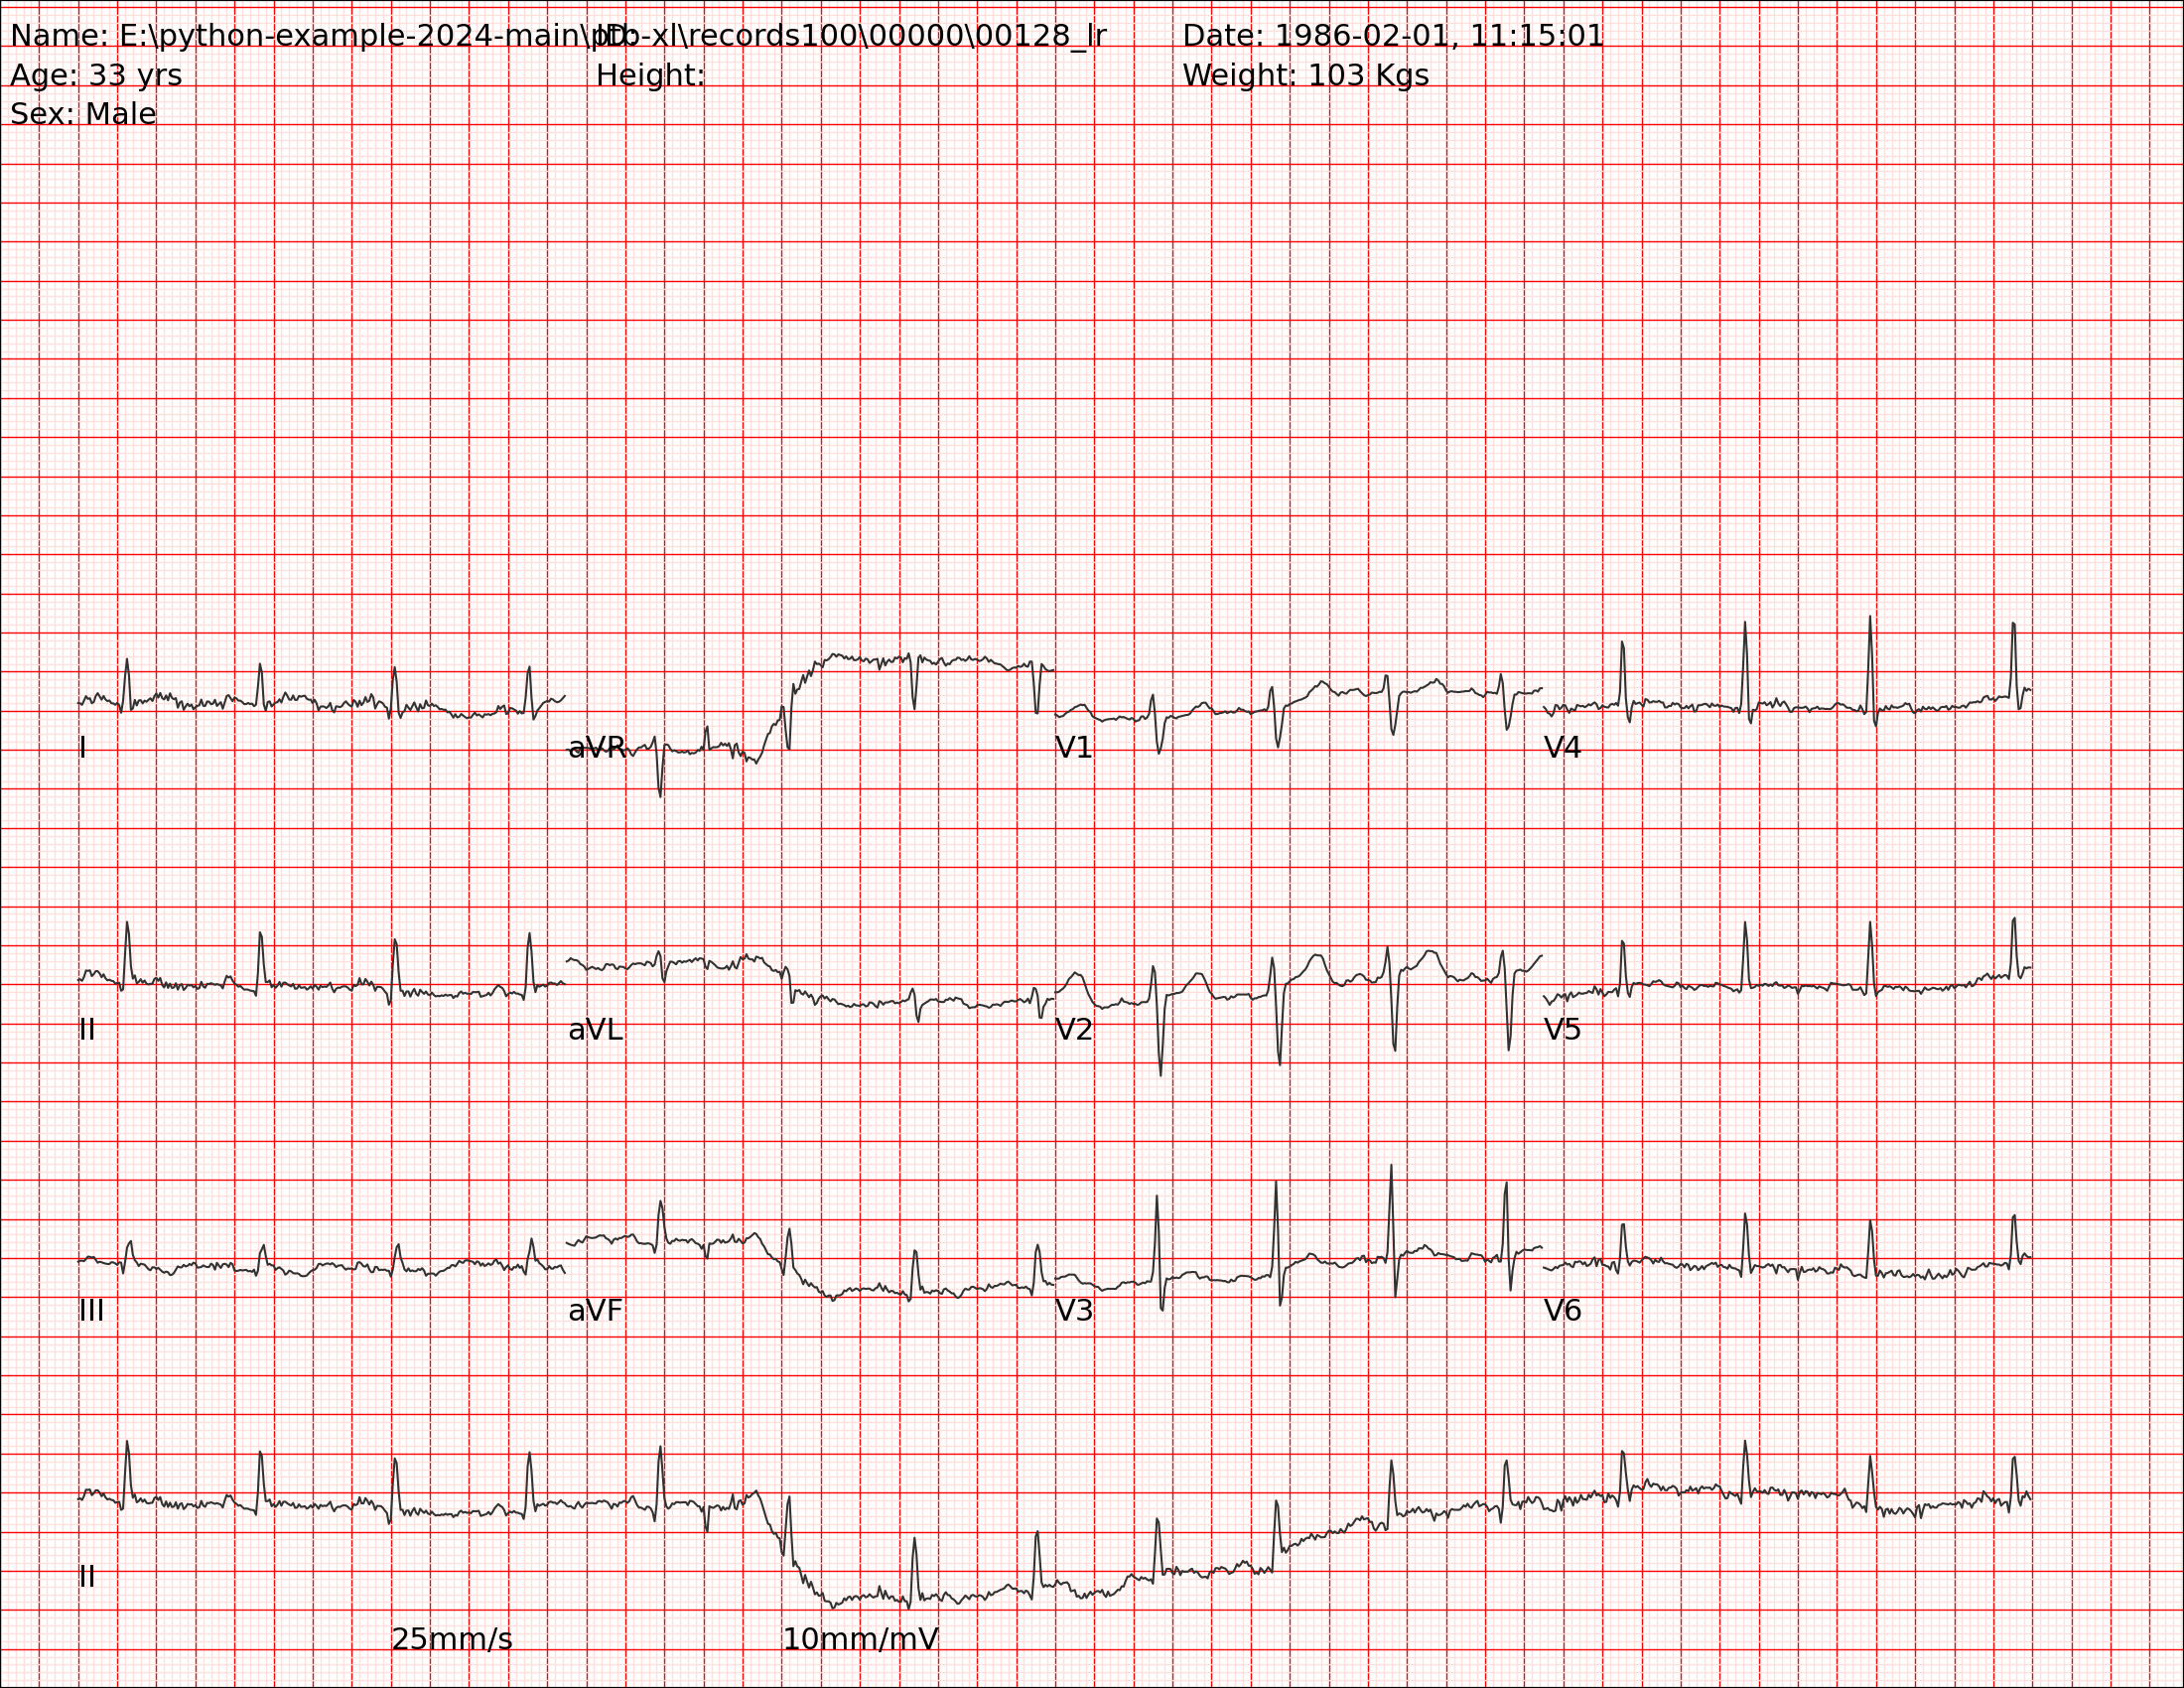 Name: E:\python-example-2024-main\ptb-xl\records100\00000\00128_lr ID: Date: 1986-02-01, 11:15:01
Age: 33 yrs Height: Weight: 103 Kgs
Sex: Male
I aVR V1 V4
II aVL V2 V5
III aVF V3 V6
II
25mm/s 10mm/mV